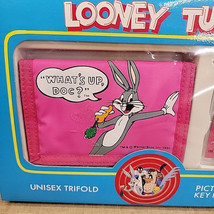 LOONEY TU
"WHAT'S UP,
DOC?"
UNISEX TRIFOLD
PICT
KEY